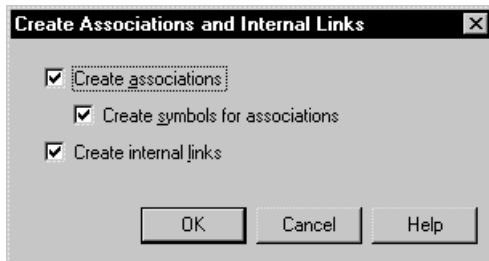 Create Associations and Internal Links
Create associations
Create symbols for associations
Create internal links
OK Cancel Help